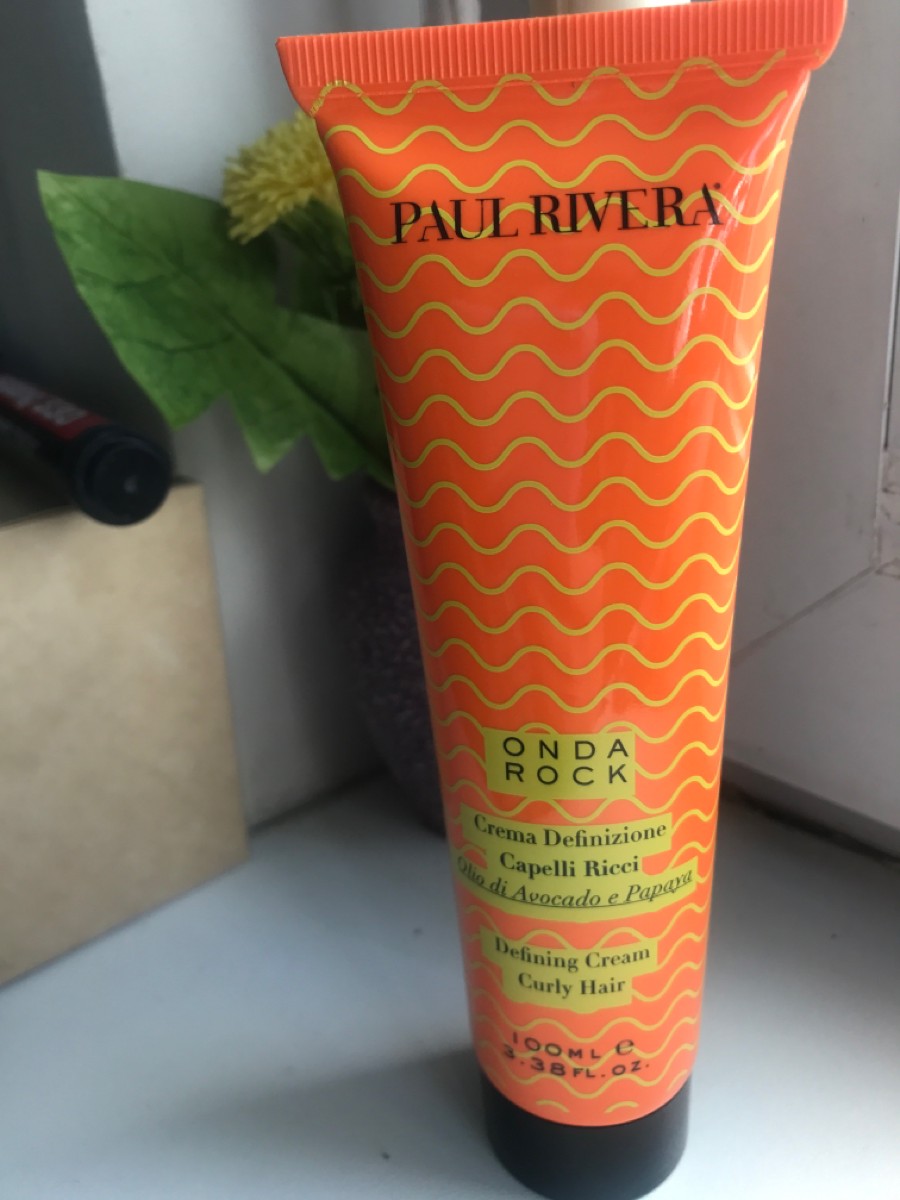 PAUL RIVERA®
ONDA
ROCK
Crema Definizione
Capelli Ricci
Olio di Avocado e Papaya
Defining Cream
Curly Hair
100ML ℮
3.38FL.OZ.